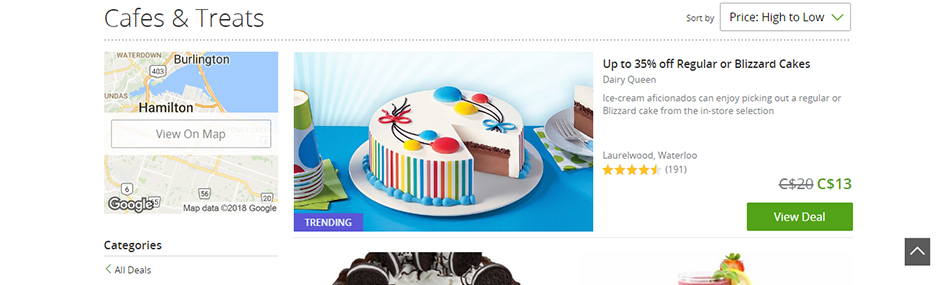 Cafes & Treats
Sort by
Price: High to Low
WATERDOWN
Burlington
403
UNDAS
Hamilton
View On Map
6
56
20
Google
Map data ©2018 Google
TRENDING
Up to 35% off Regular or Blizzard Cakes
Dairy Queen
Ice-cream aficionados can enjoy picking out a regular or
Blizzard cake from the in-store selection
Laurelwood, Waterloo
(191)
C$20 C$13
View Deal
Categories
All Deals